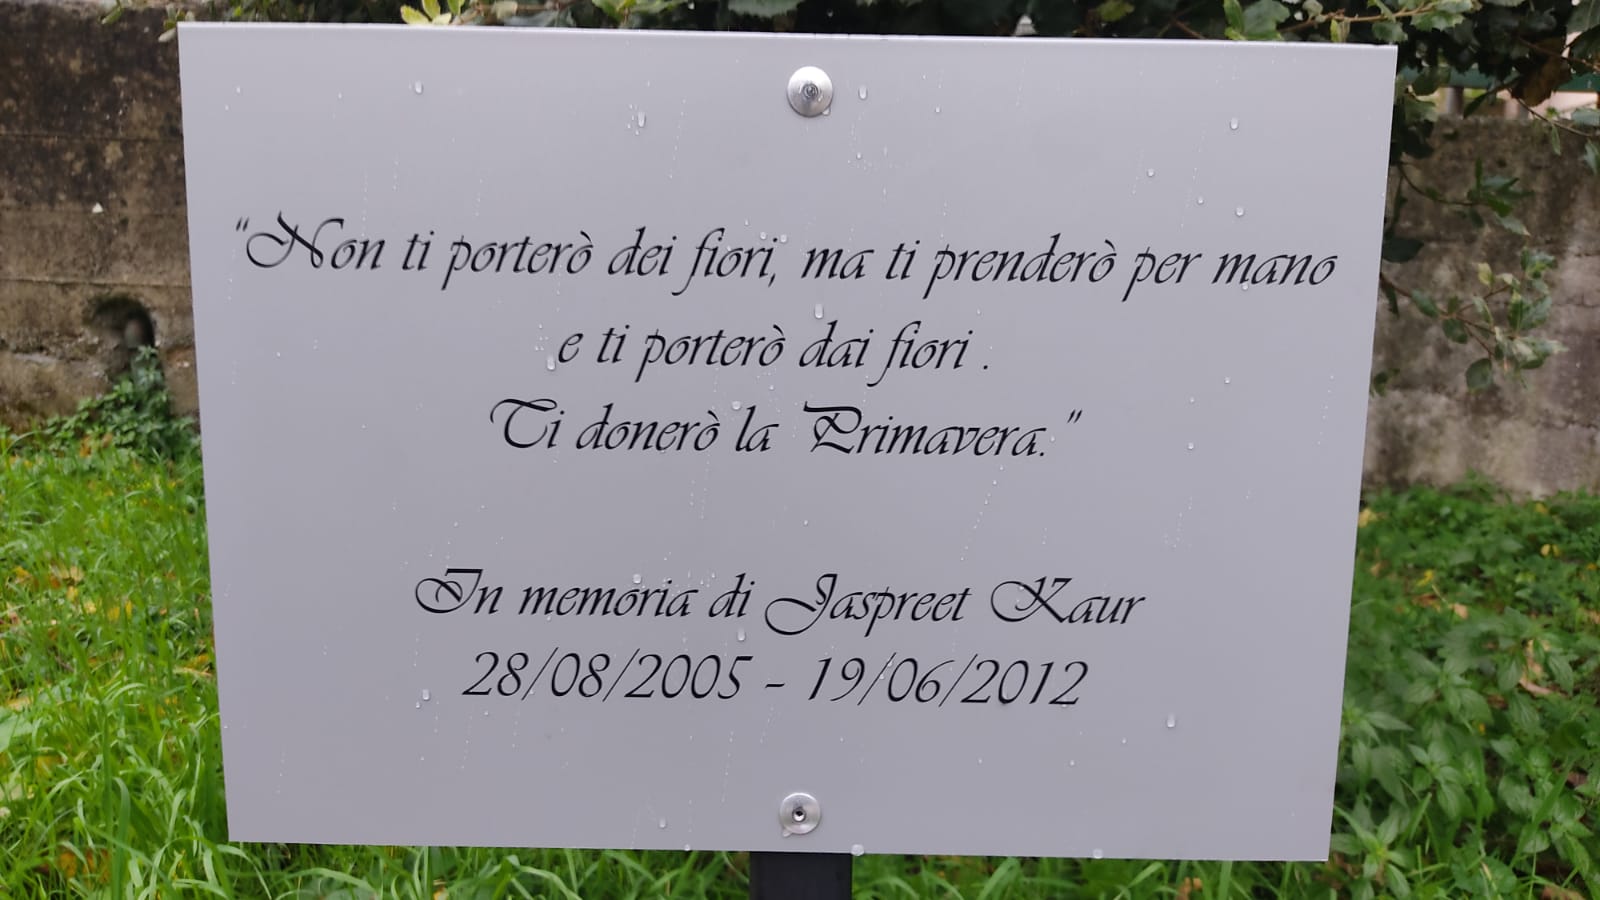 "Non ti porterò dei fiori, ma ti prenderò per mano
e ti porterò dai fiori .
Ti donerò la Primavera."
In memoria di Jaspreet Kaur
28/08/2005 - 19/06/2012